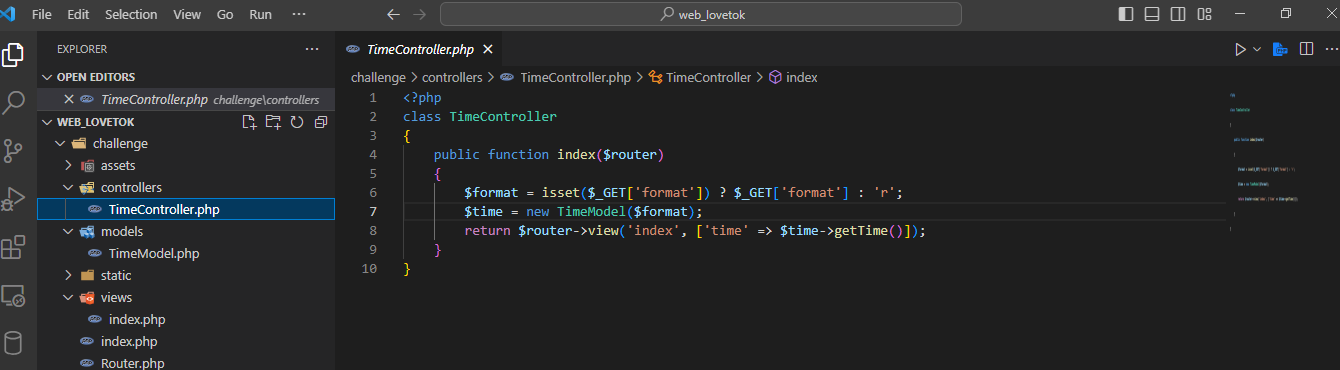 File Edit Selection View Go Run ··· web_lovetok
EXPLORER ···
OPEN EDITORS
TimeController.php challenge\controllers
WEB_LOVETOK
challenge
assets
controllers
TimeController.php
models
TimeModel.php
static
views
index.php
index.php
Router.php
TimeController.php
challenge > controllers > TimeController.php > TimeController > index
1 <?php
2 class TimeController
3 {
4 public function index($router)
5 {
6 $format = isset($_GET['format']) ? $_GET['format'] : 'r';
7 $time = new TimeModel($format);
8 return $router->view('index', ['time' => $time->getTime()]);
9 }
10 }